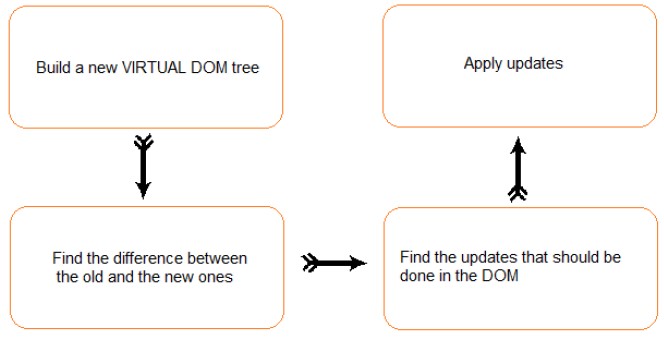 Build a new VIRTUAL DOM tree
Find the difference between
the old and the new ones
Find the updates that should be
done in the DOM
Apply updates